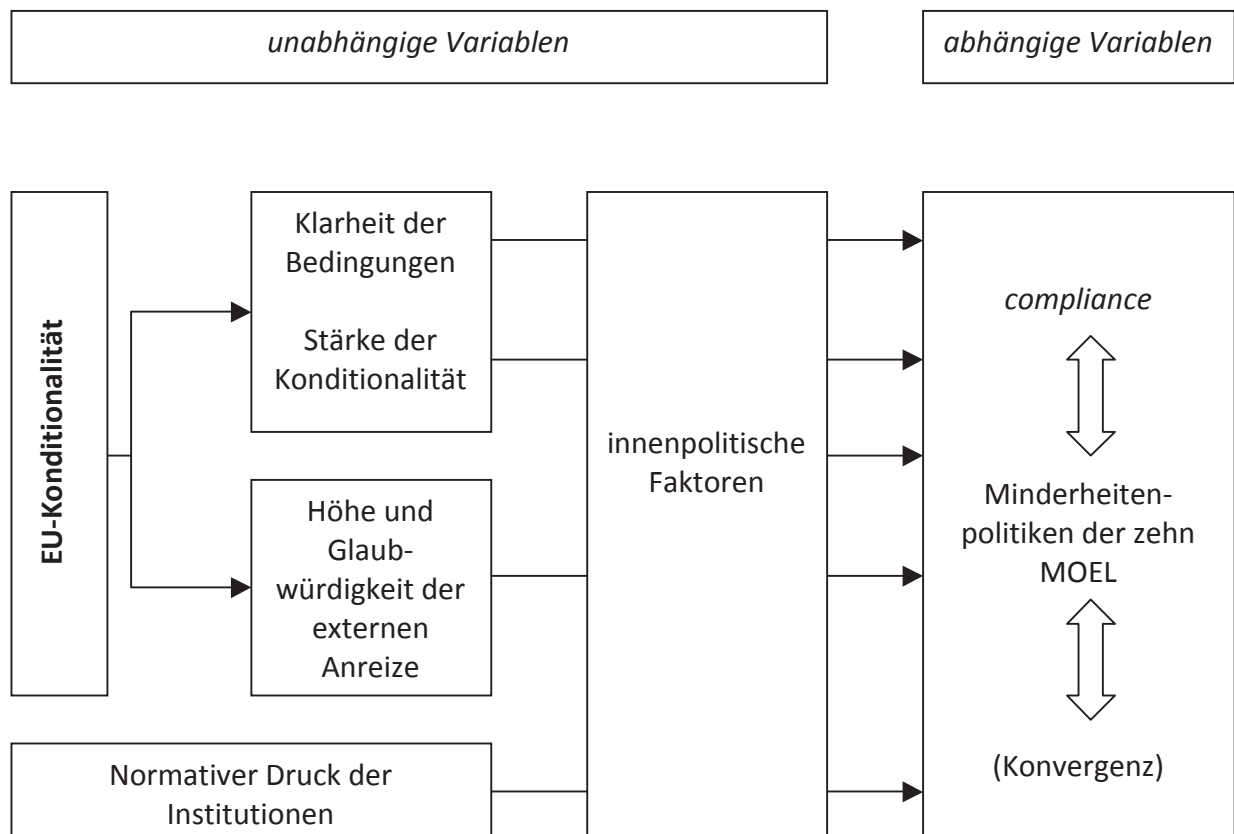 unabhängige Variablen
abhängige Variablen
EU-Konditionalität
Klarheit der
Bedingungen
Stärke der
Konditionalität
Höhe und
Glaub-
würdigkeit der
externen
Anreize
Normativer Druck der
Institutionen
innenpolitische
Faktoren
compliance
Minderheiten-
politiken der zehn
MOEL
(Konvergenz)